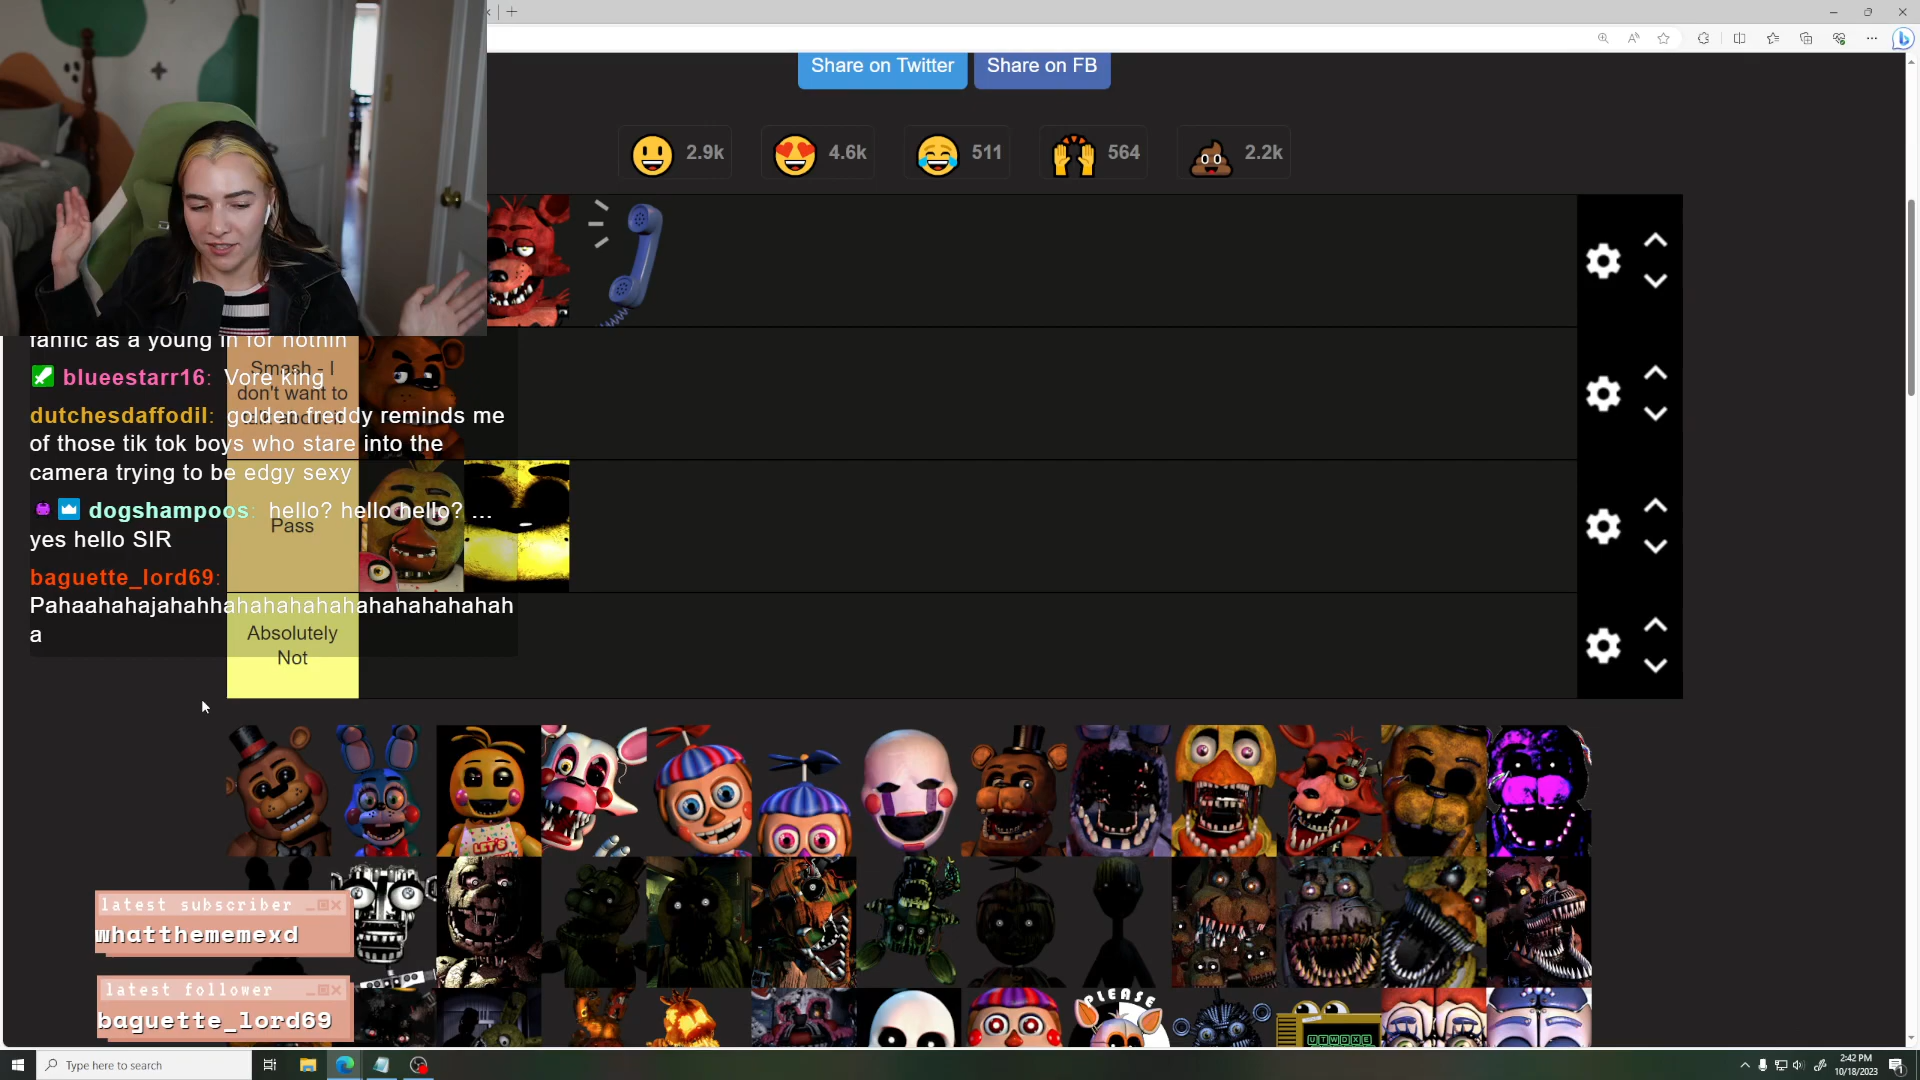 Share on Twitter
Share on FB
2.9k
4.6k
511
564
2.2k
fanfic as a young in for nothin
Smash - I
don't want to
blueestarr16: Vore king
dutchesdaffodil: golden freddy reminds me
of those tik tok boys who stare into the
camera trying to be edgy sexy
dogshampoos: hello? hello hello? ...
yes hello SIR
Pass
baguette_lord69:
Pahaahahajahahhahahahahahahahahahahah
a
Absolutely
Not
LET'S
latest subscriber
whatthememexd
latest follower
baguette_lord69
PLEASE
UTWDXE
Type here to search
2:42 PM
10/18/2023